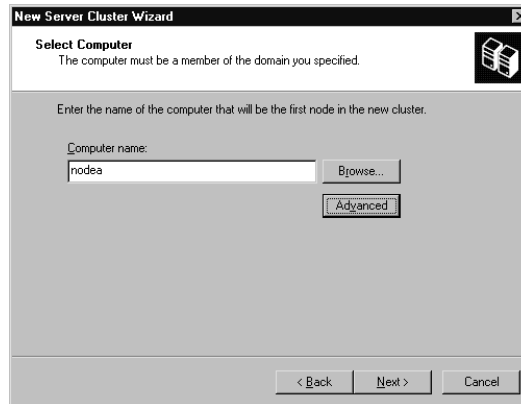 New Server Cluster Wizard
Select Computer
The computer must be a member of the domain you specified.
Enter the name of the computer that will be the first node in the new cluster.
Computer name:
nodea
Browse...
Advanced
< Back
Next >
Cancel